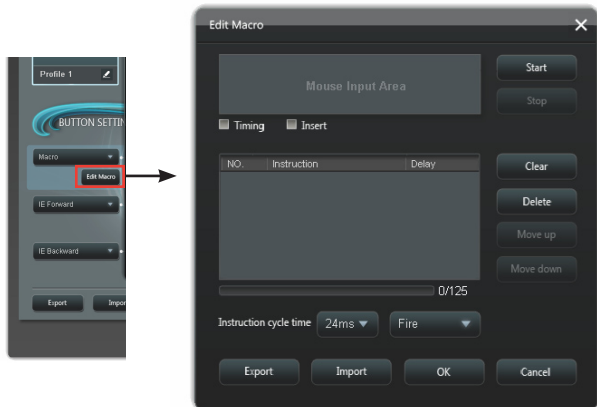 Profile 1
BUTTON SETTIN
Macro
Edit Macro
IE Forward
IE Backward
Export
Impor
Edit Macro
Mouse Input Area
Start
Stop
Timing
Insert
NO.
Instruction
Delay
Clear
Delete
Move up
Move down
0/125
Instruction cycle time
24ms
Fire
Export
Import
OK
Cancel